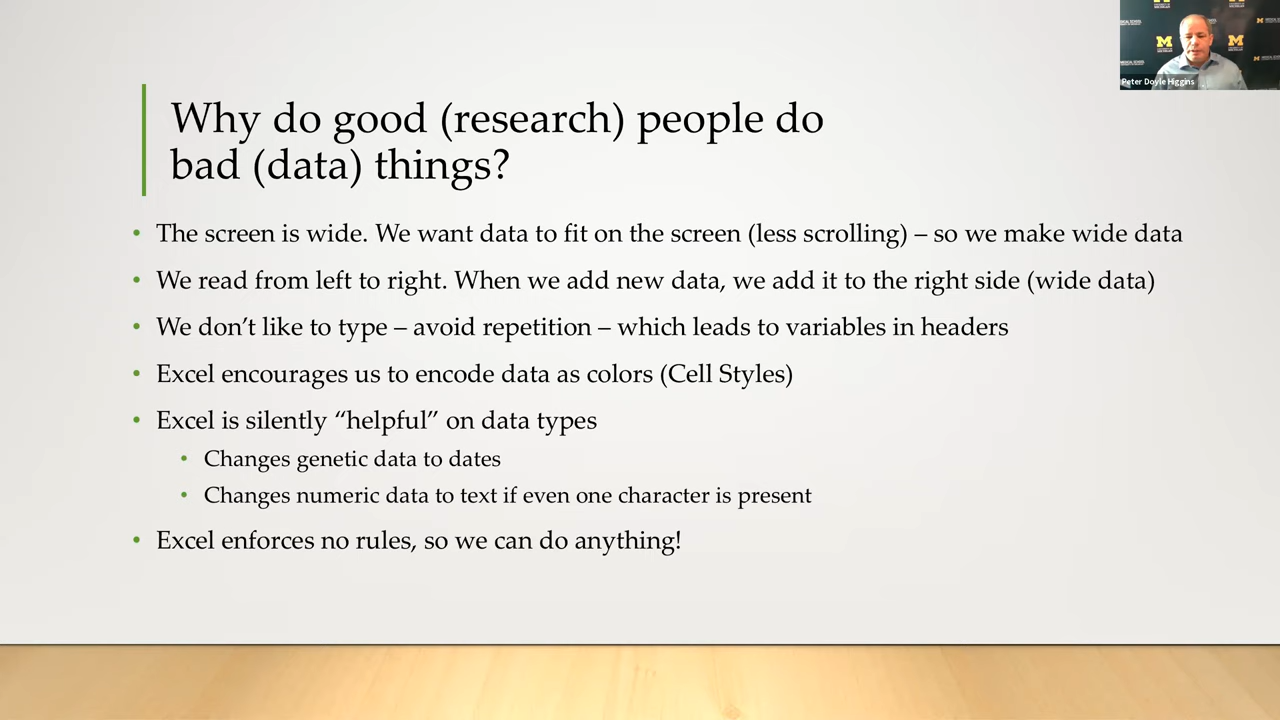 Why do good (research) people do
bad (data) things?
• The screen is wide. We want data to fit on the screen (less scrolling) – so we make wide data
• We read from left to right. When we add new data, we add it to the right side (wide data)
• We don’t like to type – avoid repetition – which leads to variables in headers
• Excel encourages us to encode data as colors (Cell Styles)
• Excel is silently “helpful” on data types
• Changes genetic data to dates
• Changes numeric data to text if even one character is present
• Excel enforces no rules, so we can do anything!
M
M
Peter Doyle Higgins